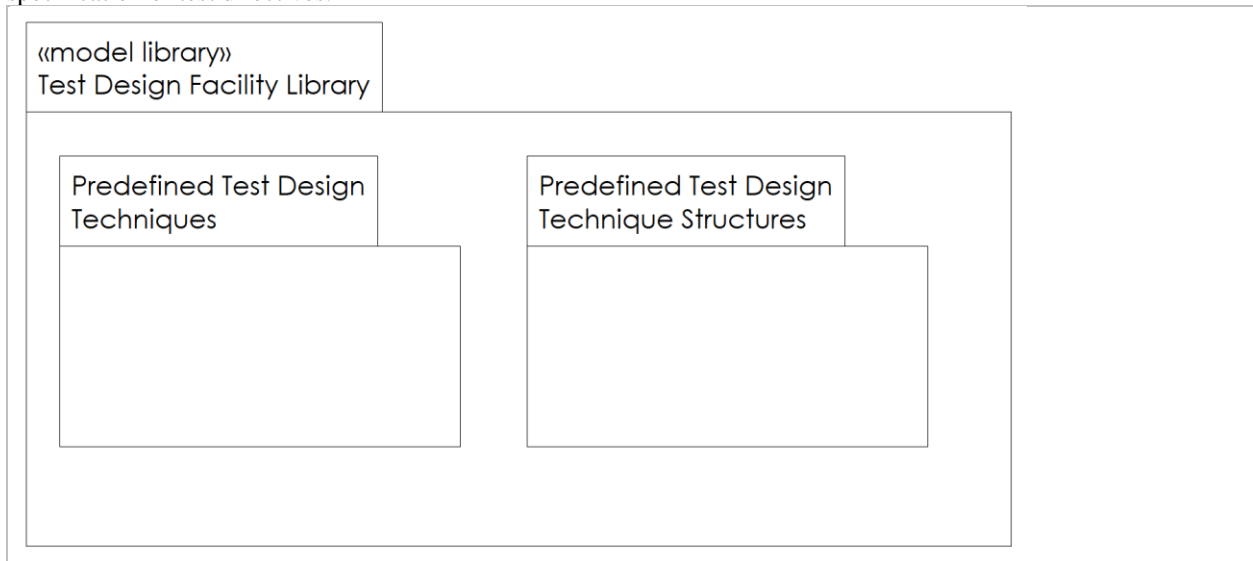 «model library»
Test Design Facility Library
Predefined Test Design
Techniques
Predefined Test Design
Technique Structures